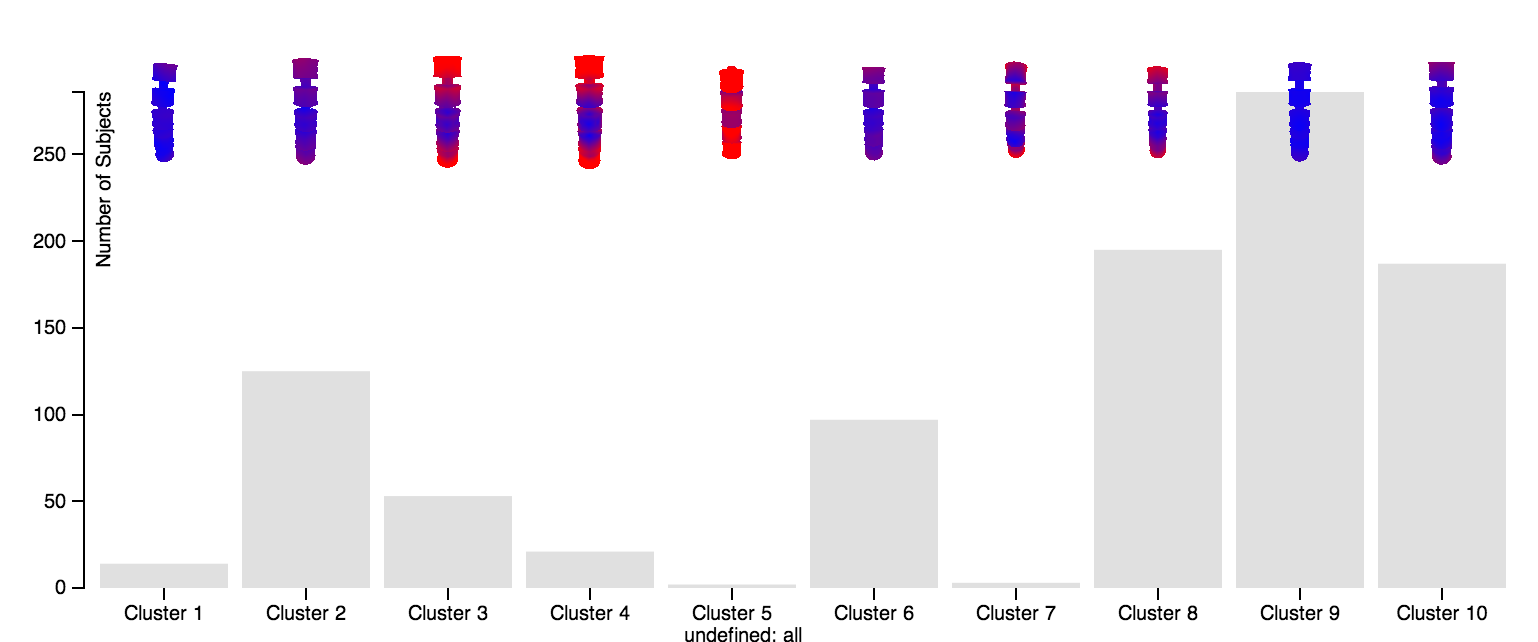 Number of Subjects
250
200
150
100
50
0
Cluster 1
Cluster 2
Cluster 3
Cluster 4
Cluster 5
Cluster 6
Cluster 7
Cluster 8
Cluster 9
Cluster 10
undefined: all